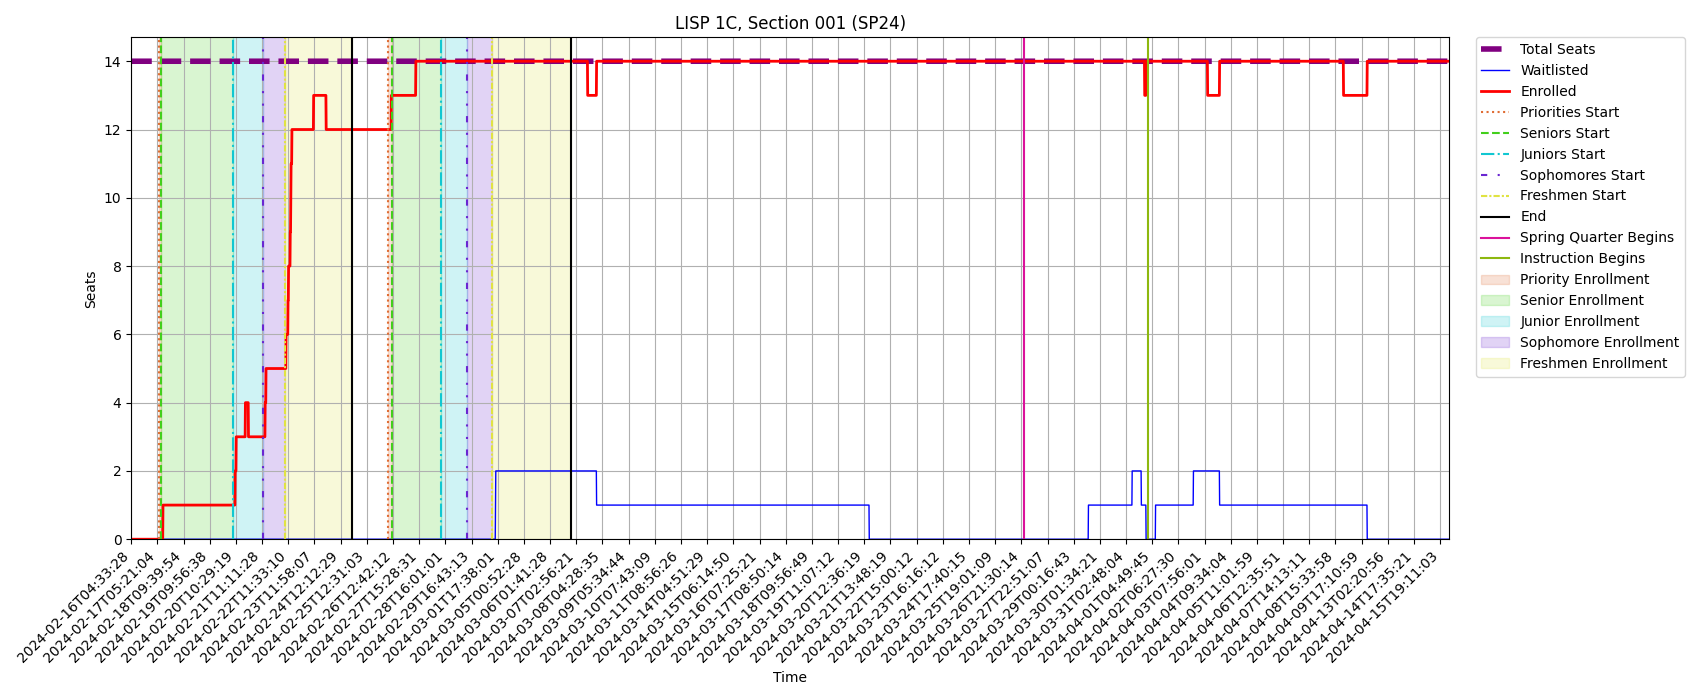 LISP 1C, Section 001 (SP24)
Seats
14
12
10
8
6
4
2
0
2024-02-16T04:33:28
2024-02-17T05:21:04
2024-02-18T09:39:54
2024-02-19T09:56:38
2024-02-20T10:29:19
2024-02-21T11:11:28
2024-02-22T11:33:10
2024-02-23T11:58:07
2024-02-24T12:12:29
2024-02-25T12:31:03
2024-02-26T12:42:12
2024-02-27T15:28:31
2024-02-28T16:01:01
2024-02-29T16:43:13
2024-03-01T17:38:01
2024-03-05T00:52:28
2024-03-06T01:41:28
2024-03-07T02:56:21
2024-03-08T04:28:35
2024-03-09T05:34:44
2024-03-10T07:43:09
2024-03-11T08:56:26
2024-03-14T04:51:29
2024-03-15T06:14:50
2024-03-16T07:25:21
2024-03-17T08:50:14
2024-03-18T09:56:49
2024-03-19T11:07:12
2024-03-20T12:36:19
2024-03-21T13:48:19
2024-03-22T15:00:12
2024-03-23T16:16:12
2024-03-24T17:40:15
2024-03-25T19:01:09
2024-03-26T21:30:14
2024-03-27T22:51:07
2024-03-29T00:16:43
2024-03-30T01:34:21
2024-03-31T02:48:04
2024-04-01T04:49:45
2024-04-02T06:27:30
2024-04-03T07:56:01
2024-04-04T09:34:04
2024-04-05T11:01:59
2024-04-06T12:35:51
2024-04-07T14:13:11
2024-04-08T15:33:58
2024-04-09T17:10:59
2024-04-13T02:20:56
2024-04-14T17:35:21
2024-04-15T19:11:03
Time
Total Seats
Waitlisted
Enrolled
Priorities Start
Seniors Start
Juniors Start
Sophomores Start
Freshmen Start
End
Spring Quarter Begins
Instruction Begins
Priority Enrollment
Senior Enrollment
Junior Enrollment
Sophomore Enrollment
Freshmen Enrollment